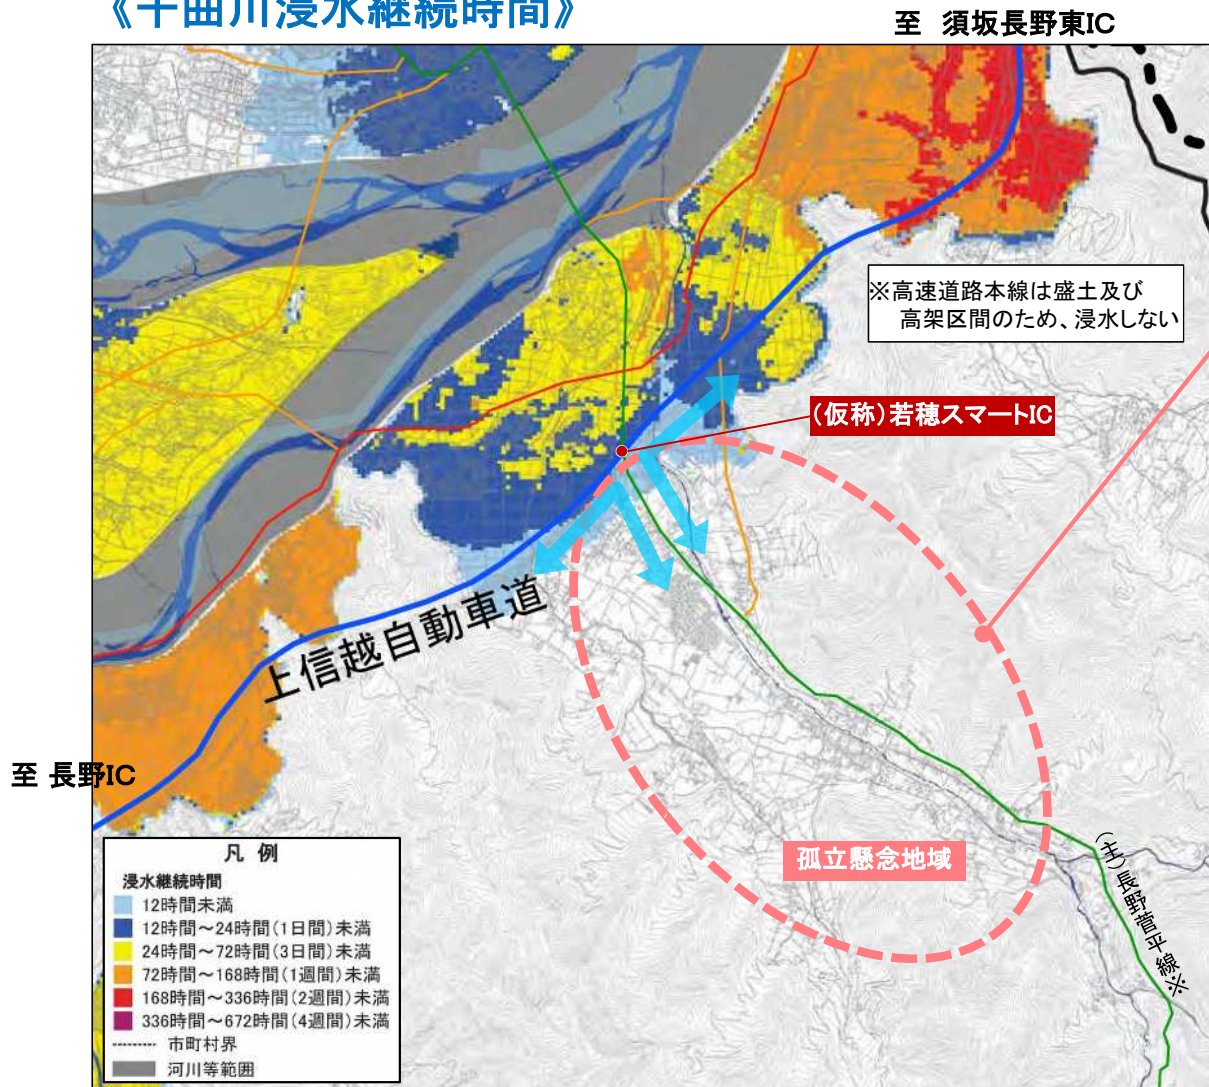 《千曲川浸水継続時間》
至 須坂長野東IC
※高速道路本線は盛土及び
高架区間のため、浸水しない
(仮称)若穂スマートIC
上信越自動車道
至 長野IC
孤立懸念地域
(主)長野菅平線※
凡 例
浸水継続時間
12時間未満
12時間～24時間(1日間)未満
24時間～72時間(3日間)未満
72時間～168時間(1週間)未満
168時間～336時間(2週間)未満
336時間～672時間(4週間)未満
市町村界
河川等範囲